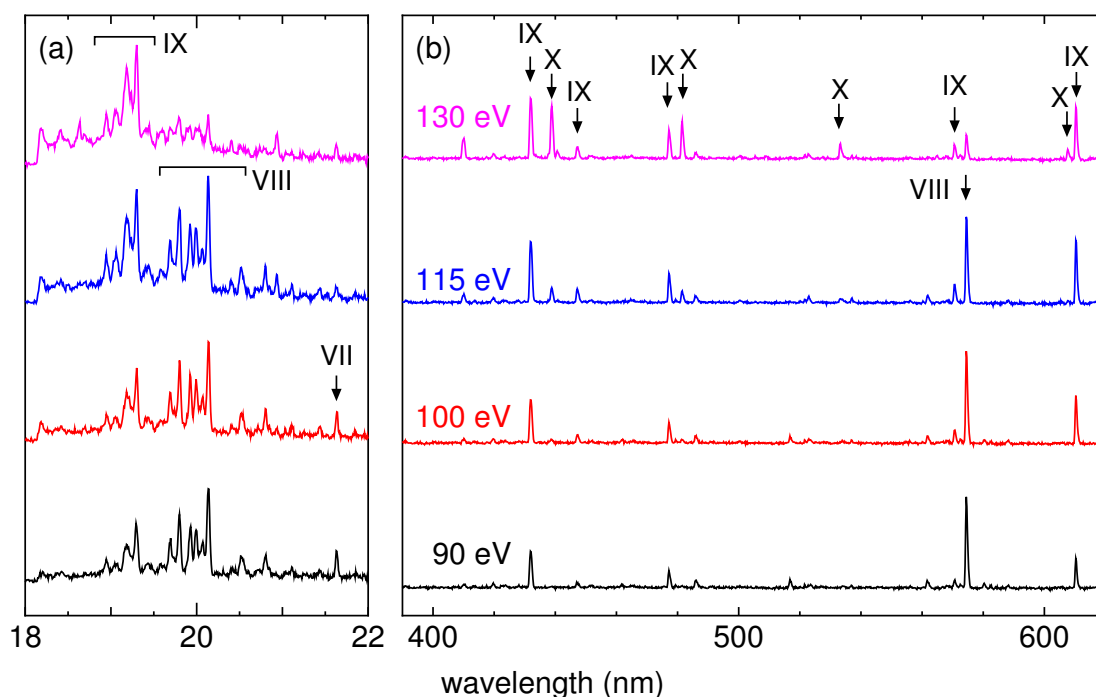 (a)
IX
VIII
VII
18
20
22
(b)
IX
X
IX
IX
X
X
IX
X
IX
130 eV
VIII
115 eV
100 eV
90 eV
400
500
600
wavelength (nm)